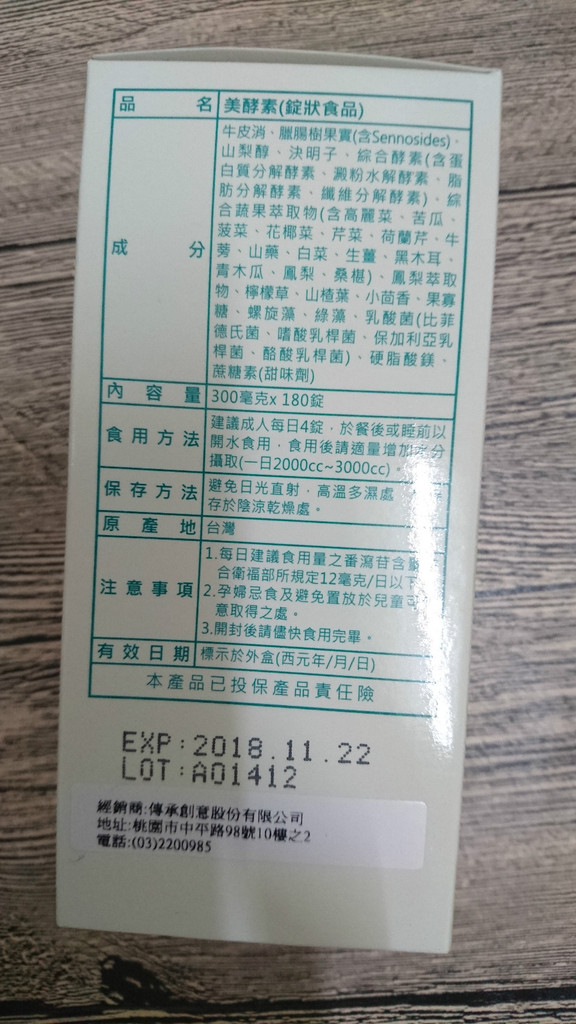 品名 美酵素(錠狀食品)
成分 牛皮消、臘腸樹果實(含Sennosides)、
山梨醇、決明子、綜合酵素(含蛋
白質分解酵素、澱粉水解酵素、脂
肪分解酵素、纖維分解酵素)、綜
合蔬果萃取物(含高麗菜、苦瓜、
菠菜、花椰菜、芹菜、荷蘭芹、牛
蒡、山藥、白菜、生薑、黑木耳、
青木瓜、鳳梨、桑椹)、鳳梨萃取
物、檸檬草、山楂葉、小茴香、果寡
糖、螺旋藻、綠藻、乳酸菌(比菲
德氏菌、嗜酸乳桿菌、保加利亞乳
桿菌、酪酸乳桿菌)、硬脂酸鎂、
蔗糖素(甜味劑)
內容量 300毫克x 180錠
食用方法 建議成人每日4錠，於餐後或睡前以
開水食用，食用後請適量增加水分
攝取(一日2000cc~3000cc)。
保存方法 避免日光直射，高溫多濕處
存於陰涼乾燥處。
原產地 台灣
注意事項 1.每日建議食用量之番瀉苷含
合衛福部所規定12毫克/日以下
2.孕婦忌食及避免置放於兒童
意取得之處。
3.開封後請儘快食用完畢。
有效日期 標示於外盒(西元年/月/日)
本產品已投保產品責任險
EXP:2018.11.22
LOT:A01412
經銷商:傳承創意股份有限公司
地址:桃園市中平路98號10樓之2
電話:(03)2200985